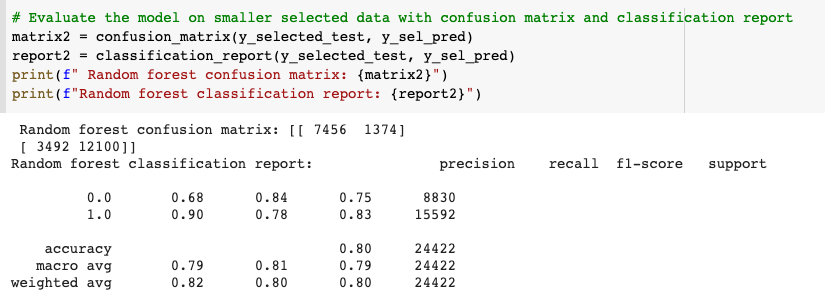 # Evaluate the model on smaller selected data with confusion matrix and classification report
matrix2 = confusion_matrix(y_selected_test, y_sel_pred)
report2 = classification_report(y_selected_test, y_sel_pred)
print(f" Random forest confusion matrix: {matrix2}")
print(f"Random forest classification report: {report2}")
Random forest confusion matrix: [[ 7456  1374]
[ 3492 12100]]
Random forest classification report:               precision    recall  f1-score   support
0.0       0.68      0.84      0.75      8830
1.0       0.90      0.78      0.83     15592
accuracy                           0.80     24422
macro avg       0.79      0.81      0.79     24422
weighted avg       0.82      0.80      0.80     24422